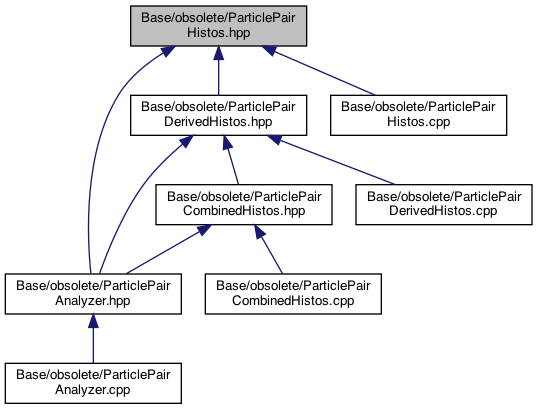 Base/obsolete/ParticlePair
Histos.hpp
Base/obsolete/ParticlePair
DerivedHistos.hpp
Base/obsolete/ParticlePair
Histos.cpp
Base/obsolete/ParticlePair
CombinedHistos.hpp
Base/obsolete/ParticlePair
DerivedHistos.cpp
Base/obsolete/ParticlePair
Analyzer.hpp
Base/obsolete/ParticlePair
CombinedHistos.cpp
Base/obsolete/ParticlePair
Analyzer.cpp